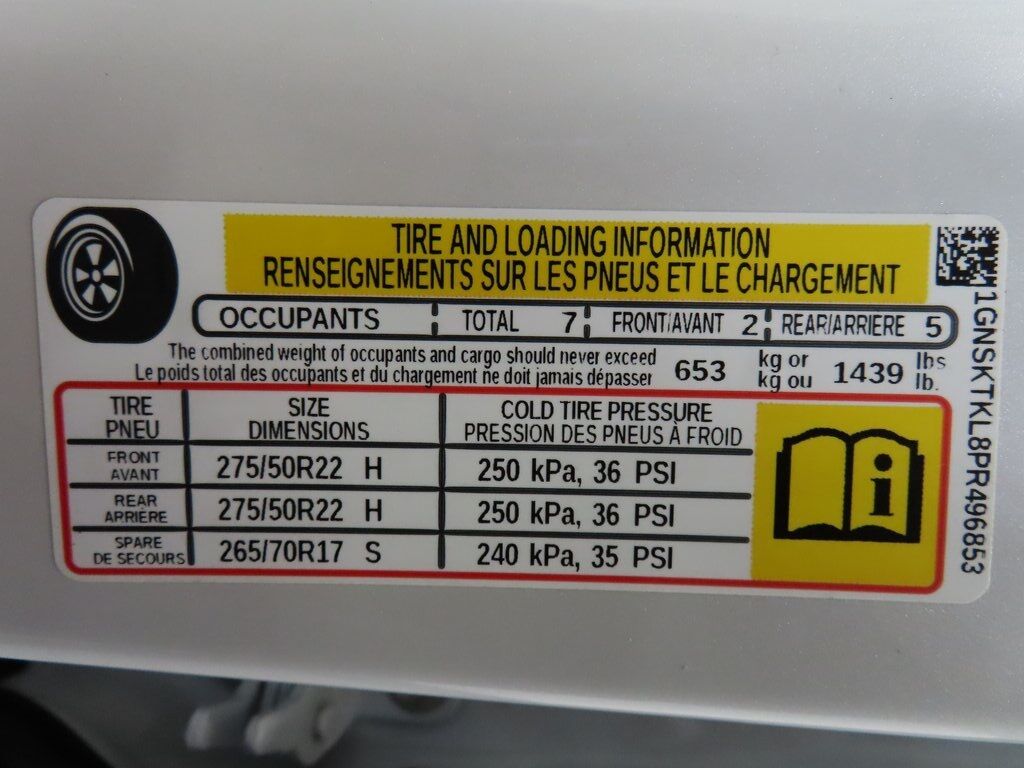 TIRE AND LOADING INFORMATION
RENSEIGNEMENTS SUR LES PNEUS ET LE CHARGEMENT
OCCUPANTS TOTAL 7 FRONT/AVANT 2 REAR/ARRIERE 5
The combined weight of occupants and cargo should never exceed 653 kg or 1439 lbs
Le poids total des occupants et du chargement ne doit jamais dépasser kg ou lb.
TIRE SIZE COLD TIRE PRESSURE
PNEU DIMENSIONS PRESSION DES PNEUS À FROID
FRONT
AVANT 275/50R22 H 250 kPa, 36 PSI
REAR
ARRIÈRE 275/50R22 H 250 kPa, 36 PSI
SPARE
DE SECOURS 265/70R17 S 240 kPa, 35 PSI
i
1GNSKTKL8PR496853